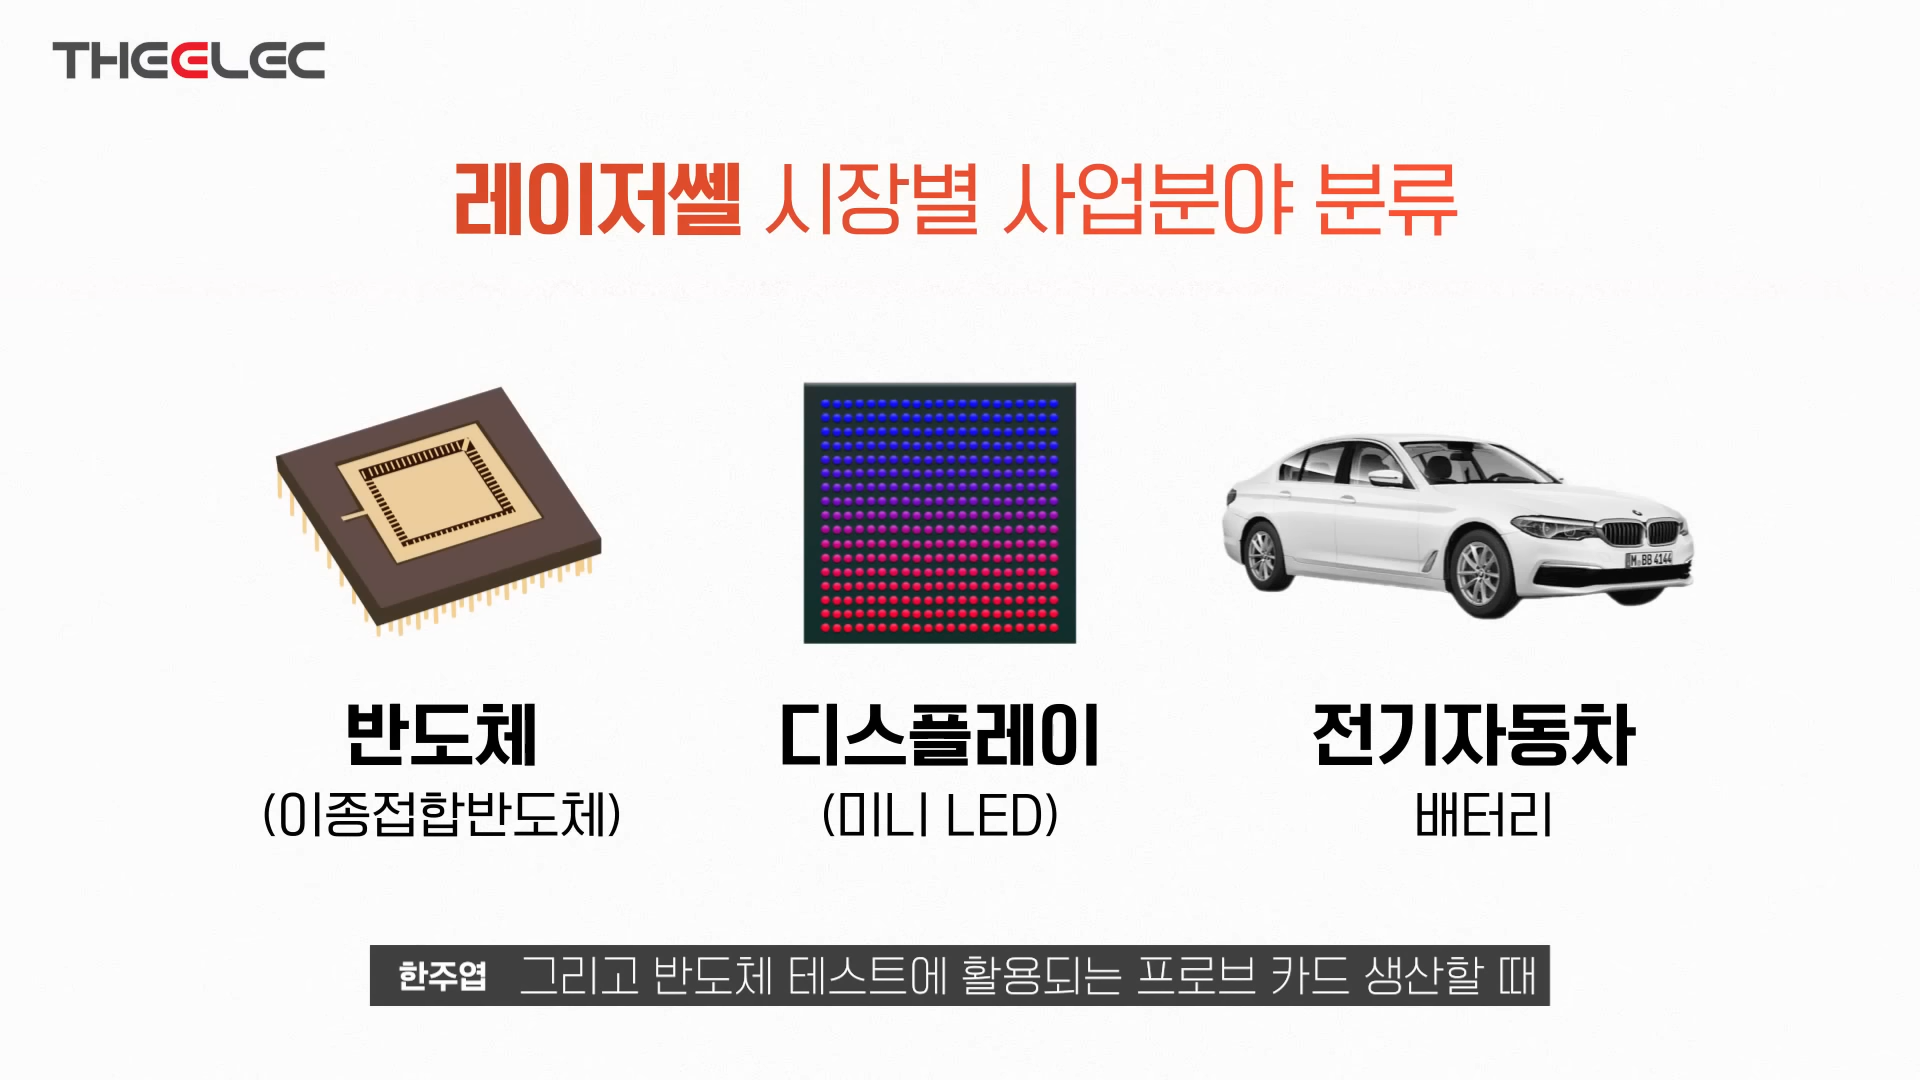 THEELEC
레이저쎌 시장별 사업분야 분류
M·BB 4144
반도체
(이종접합반도체)
디스플레이
(미니 LED)
전기자동차
배터리
한주엽 그리고 반도체 테스트에 활용되는 프로브 카드 생산할 때